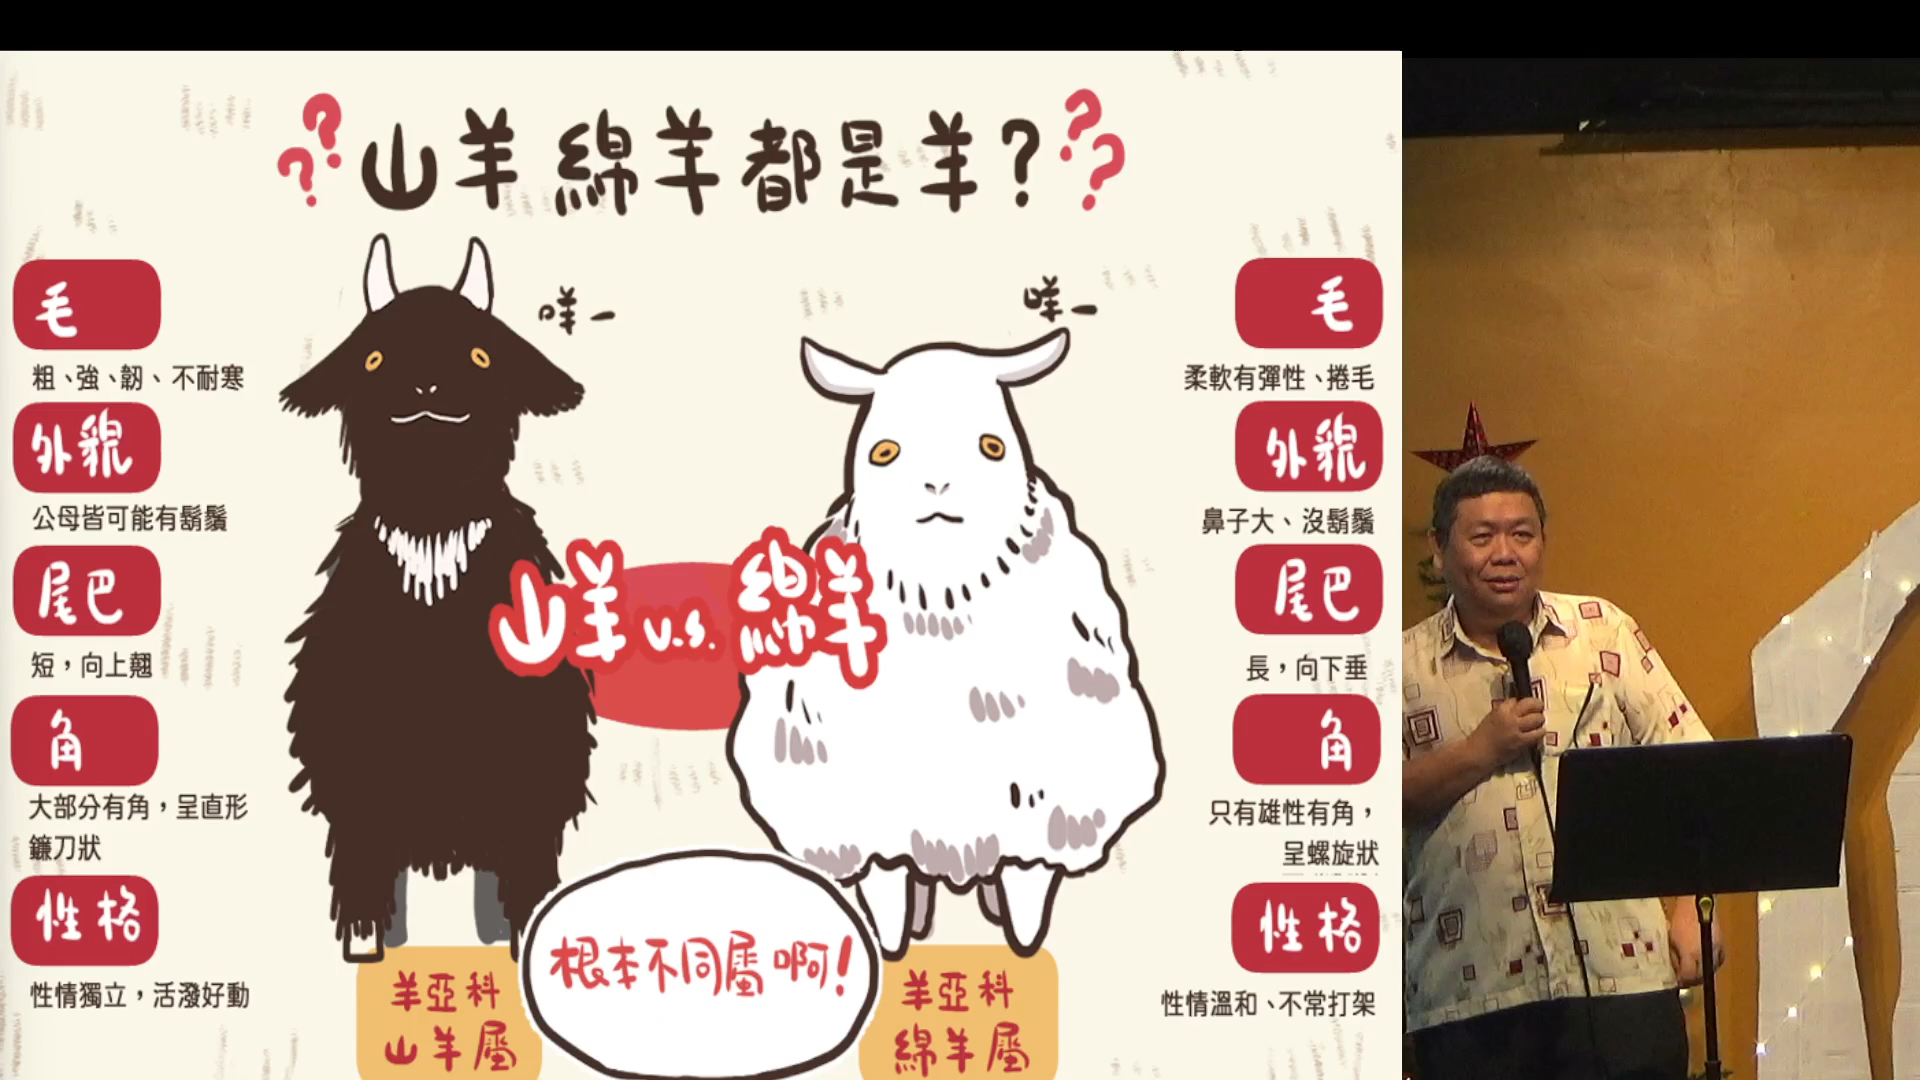 山羊 綿羊都是羊?
咩—
咩—
毛
粗、強、韌、不耐寒
外貌
公母皆可能有鬍鬚
尾巴
短，向上翹
角
大部分有角，呈直形
鐮刀狀
性格
性情獨立，活潑好動
山羊 v.s. 綿羊
毛
柔軟有彈性、捲毛
外貌
鼻子大、沒鬍鬚
尾巴
長，向下垂
角
只有雄性有角，
呈螺旋狀
性格
性情溫和、不常打架
羊亞科
山羊屬
根本不同屬啊!
羊亞科
綿羊屬